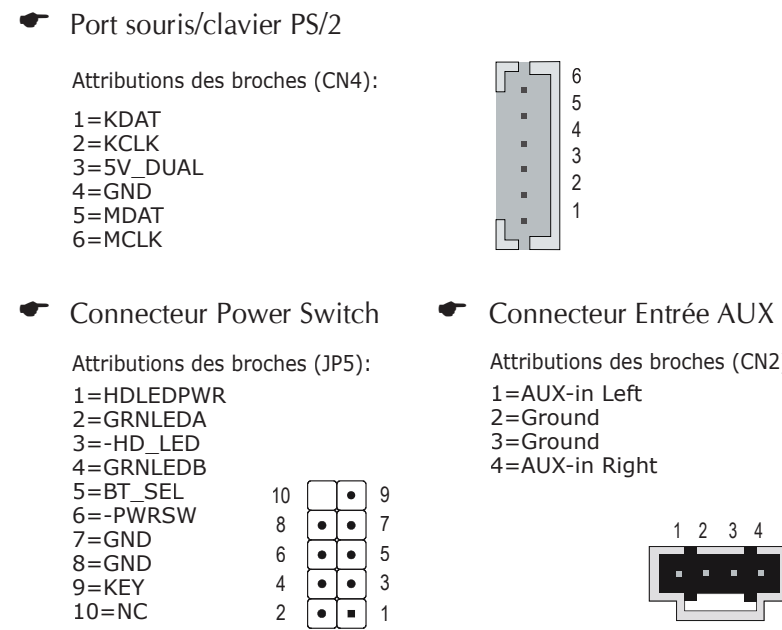 Port souris/clavier PS/2
Attributions des broches (CN4):
1=KDAT
2=KCLK
3=5V_DUAL
4=GND
5=MDAT
6=MCLK
6
5
4
3
2
1
Connecteur Power Switch
Attributions des broches (JP5):
1=HDLEDPWR
2=GRNLEDA
3=-HD_LED
4=GRNLEDB
5=BT_SEL
6=-PWRSW
7=GND
8=GND
9=KEY
10=NC
10 9
8 7
6 5
4 3
2 1
Connecteur Entrée AUX
Attributions des broches (CN2
1=AUX-in Left
2=Ground
3=Ground
4=AUX-in Right
1 2 3 4